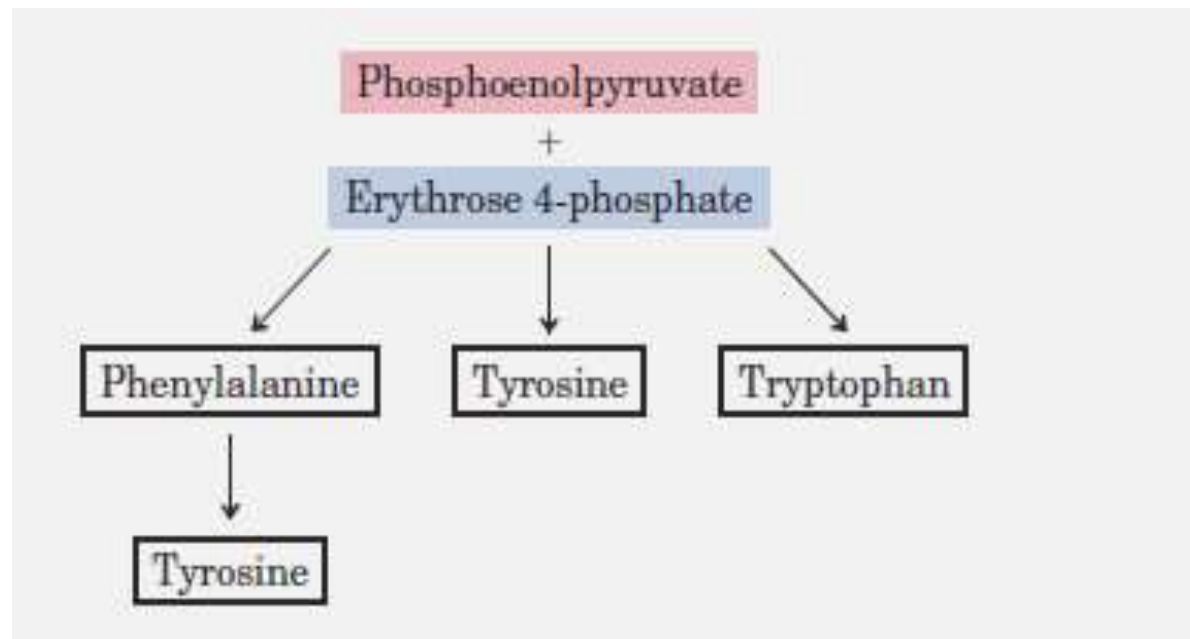 Phosphoenolpyruvate
+
Erythrose 4-phosphate
Phenylalanine
Tyrosine
Tryptophan
Tyrosine